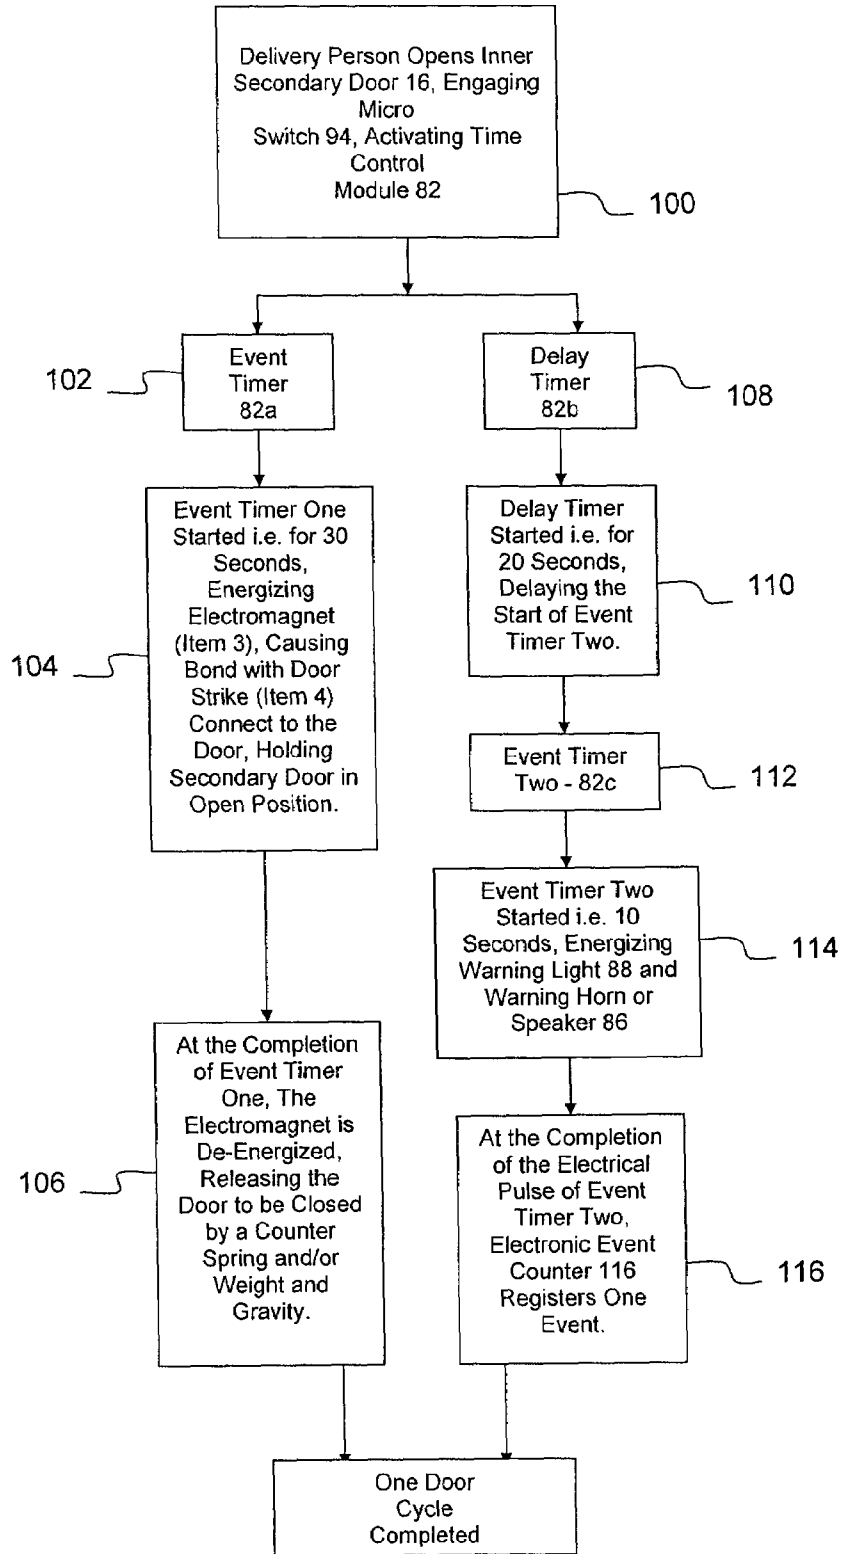 Delivery Person Opens Inner
Secondary Door 16, Engaging
Micro
Switch 94, Activating Time
Control
Module 82
100
Event
Timer
82a
102
Delay
Timer
82b
108
Event Timer One
Started i.e. for 30
Seconds,
Energizing
Electromagnet
(Item 3), Causing
Bond with Door
Strike (Item 4)
Connect to the
Door, Holding
Secondary Door in
Open Position.
104
Delay Timer
Started i.e. for
20 Seconds,
Delaying the
Start of Event
Timer Two.
110
Event Timer
Two - 82c
112
Event Timer Two
Started i.e. 10
Seconds, Energizing
Warning Light 88 and
Warning Horn or
Speaker 86
114
At the Completion
of Event Timer
One, The
Electromagnet is
De-Energized,
Releasing the
Door to be Closed
by a Counter
Spring and/or
Weight and
Gravity.
106
At the Completion
of the Electrical
Pulse of Event
Timer Two,
Electronic Event
Counter 116
Registers One
Event.
116
One Door
Cycle
Completed